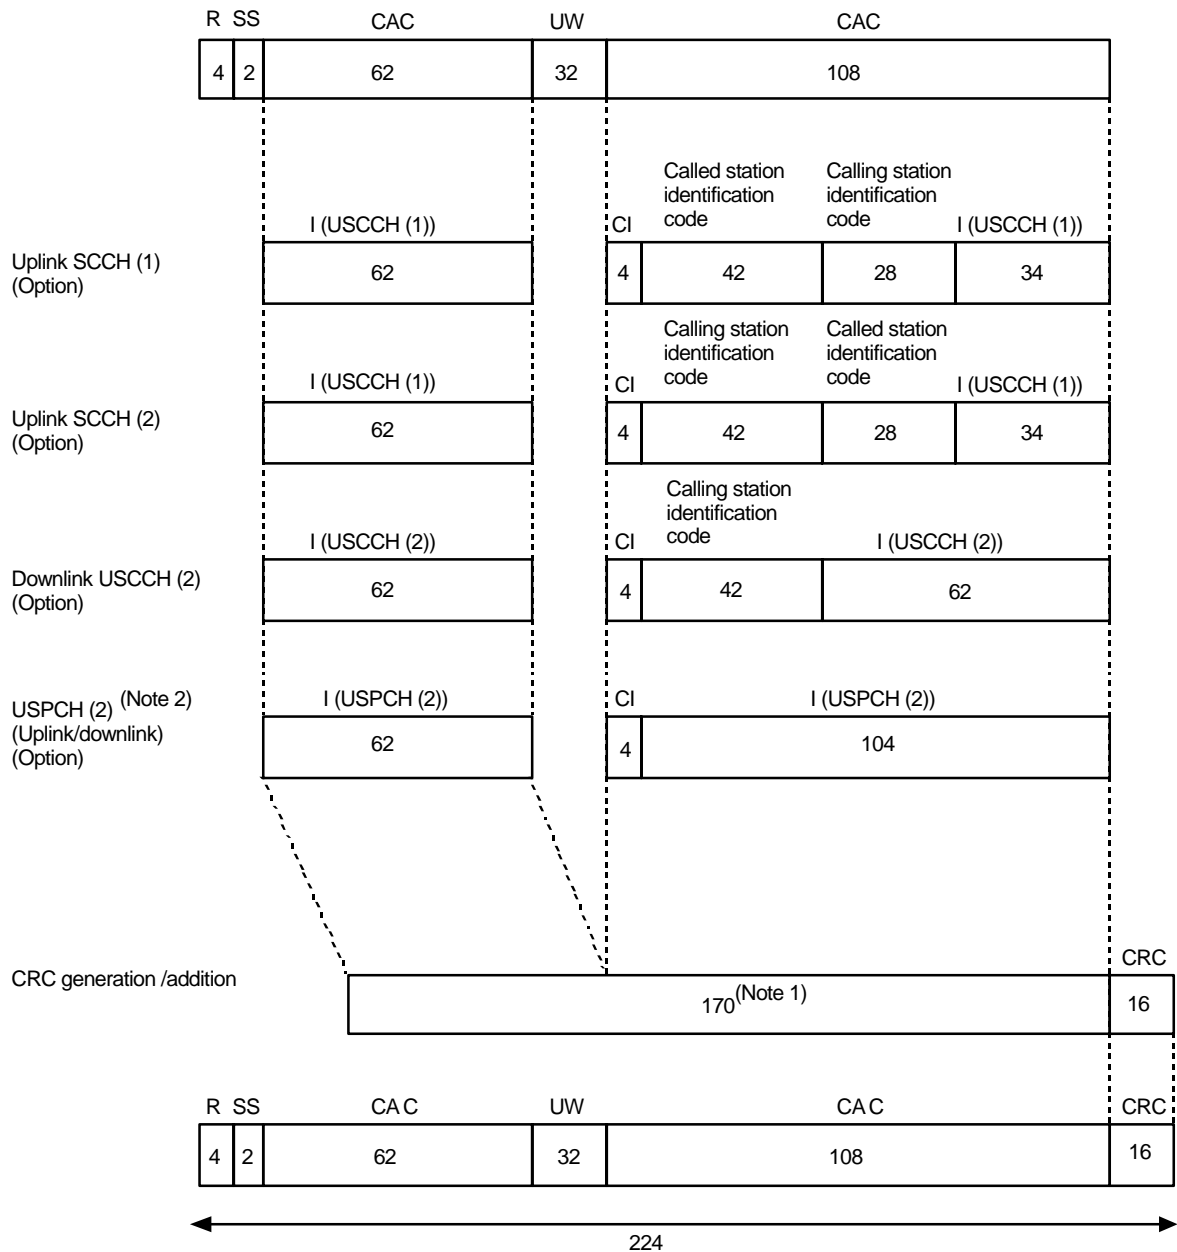 R SS CAC UW CAC
4 2 62 32 108
Called station
identification
code
Calling station
identification
code
I (USCCH (1)) CI I (USCCH (1))
Uplink SCCH (1)
(Option)
62 4 42 28 34
Calling station
identification
code
Called station
identification
code
I (USCCH (1)) CI I (USCCH (1))
Uplink SCCH (2)
(Option)
62 4 42 28 34
Calling station
identification
code
I (USCCH (2)) CI I (USCCH (2))
Downlink USCCH (2)
(Option)
62 4 42 62
I (USPCH (2)) CI I (USPCH (2))
USPCH (2) (Note 2)
(Uplink/downlink)
(Option)
62 4 104
CRC
CRC generation /addition
170 (Note 1) 16
R SS CA C UW CA C CRC
4 2 62 32 108 16
224